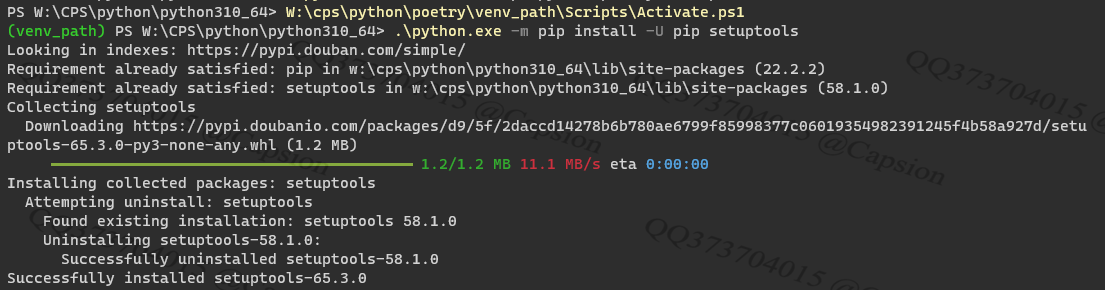 PS W:\CPS\python\python310_64> W:\cps\python\poetry\venv_path\Scripts\Activate.ps1
(venv_path) PS W:\CPS\python\python310_64> .\python.exe -m pip install -U pip setuptools
Looking in indexes: https://pypi.douban.com/simple/
Requirement already satisfied: pip in w:\cps\python\python310_64\lib\site-packages (22.2.2)
Requirement already satisfied: setuptools in w:\cps\python\python310_64\lib\site-packages (58.1.0)
Collecting setuptools
  Downloading https://pypi.doubanio.com/packages/d9/5f/2daccd14278b6b780ae6799f85998377c06019354982391245f4b58a927d/setu
ptools-65.3.0-py3-none-any.whl (1.2 MB)
1.2/1.2 MB 11.1 MB/s eta 0:00:00
Installing collected packages: setuptools
  Attempting uninstall: setuptools
    Found existing installation: setuptools 58.1.0
    Uninstalling setuptools-58.1.0:
      Successfully uninstalled setuptools-58.1.0
Successfully installed setuptools-65.3.0
QQ373704015 @Capsion
QQ373704015 @Capsion
QQ373704015 @Capsion
QQ373704015 @Capsion